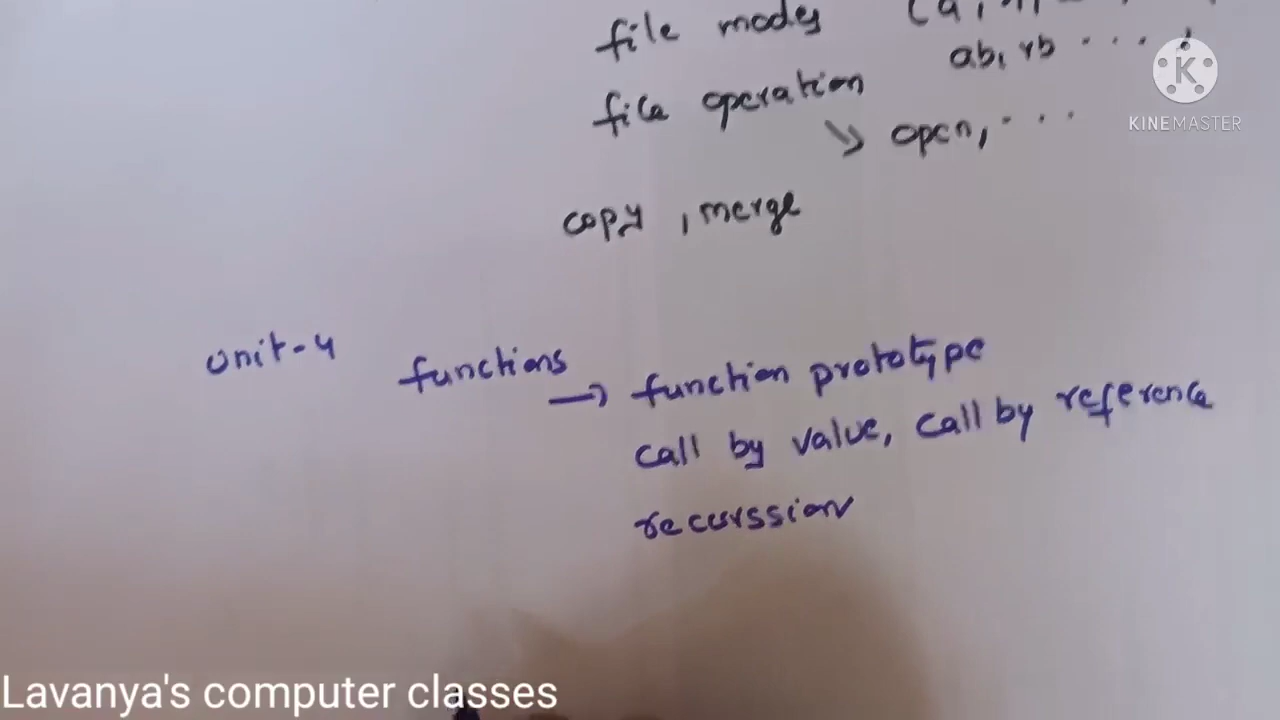 file modes (a,
ab, rb ....
file operation
open, ...
copy, merge
unit-4 functions → function prototype
call by value, call by reference
recurssion
KINEMASTER
Lavanya's computer classes